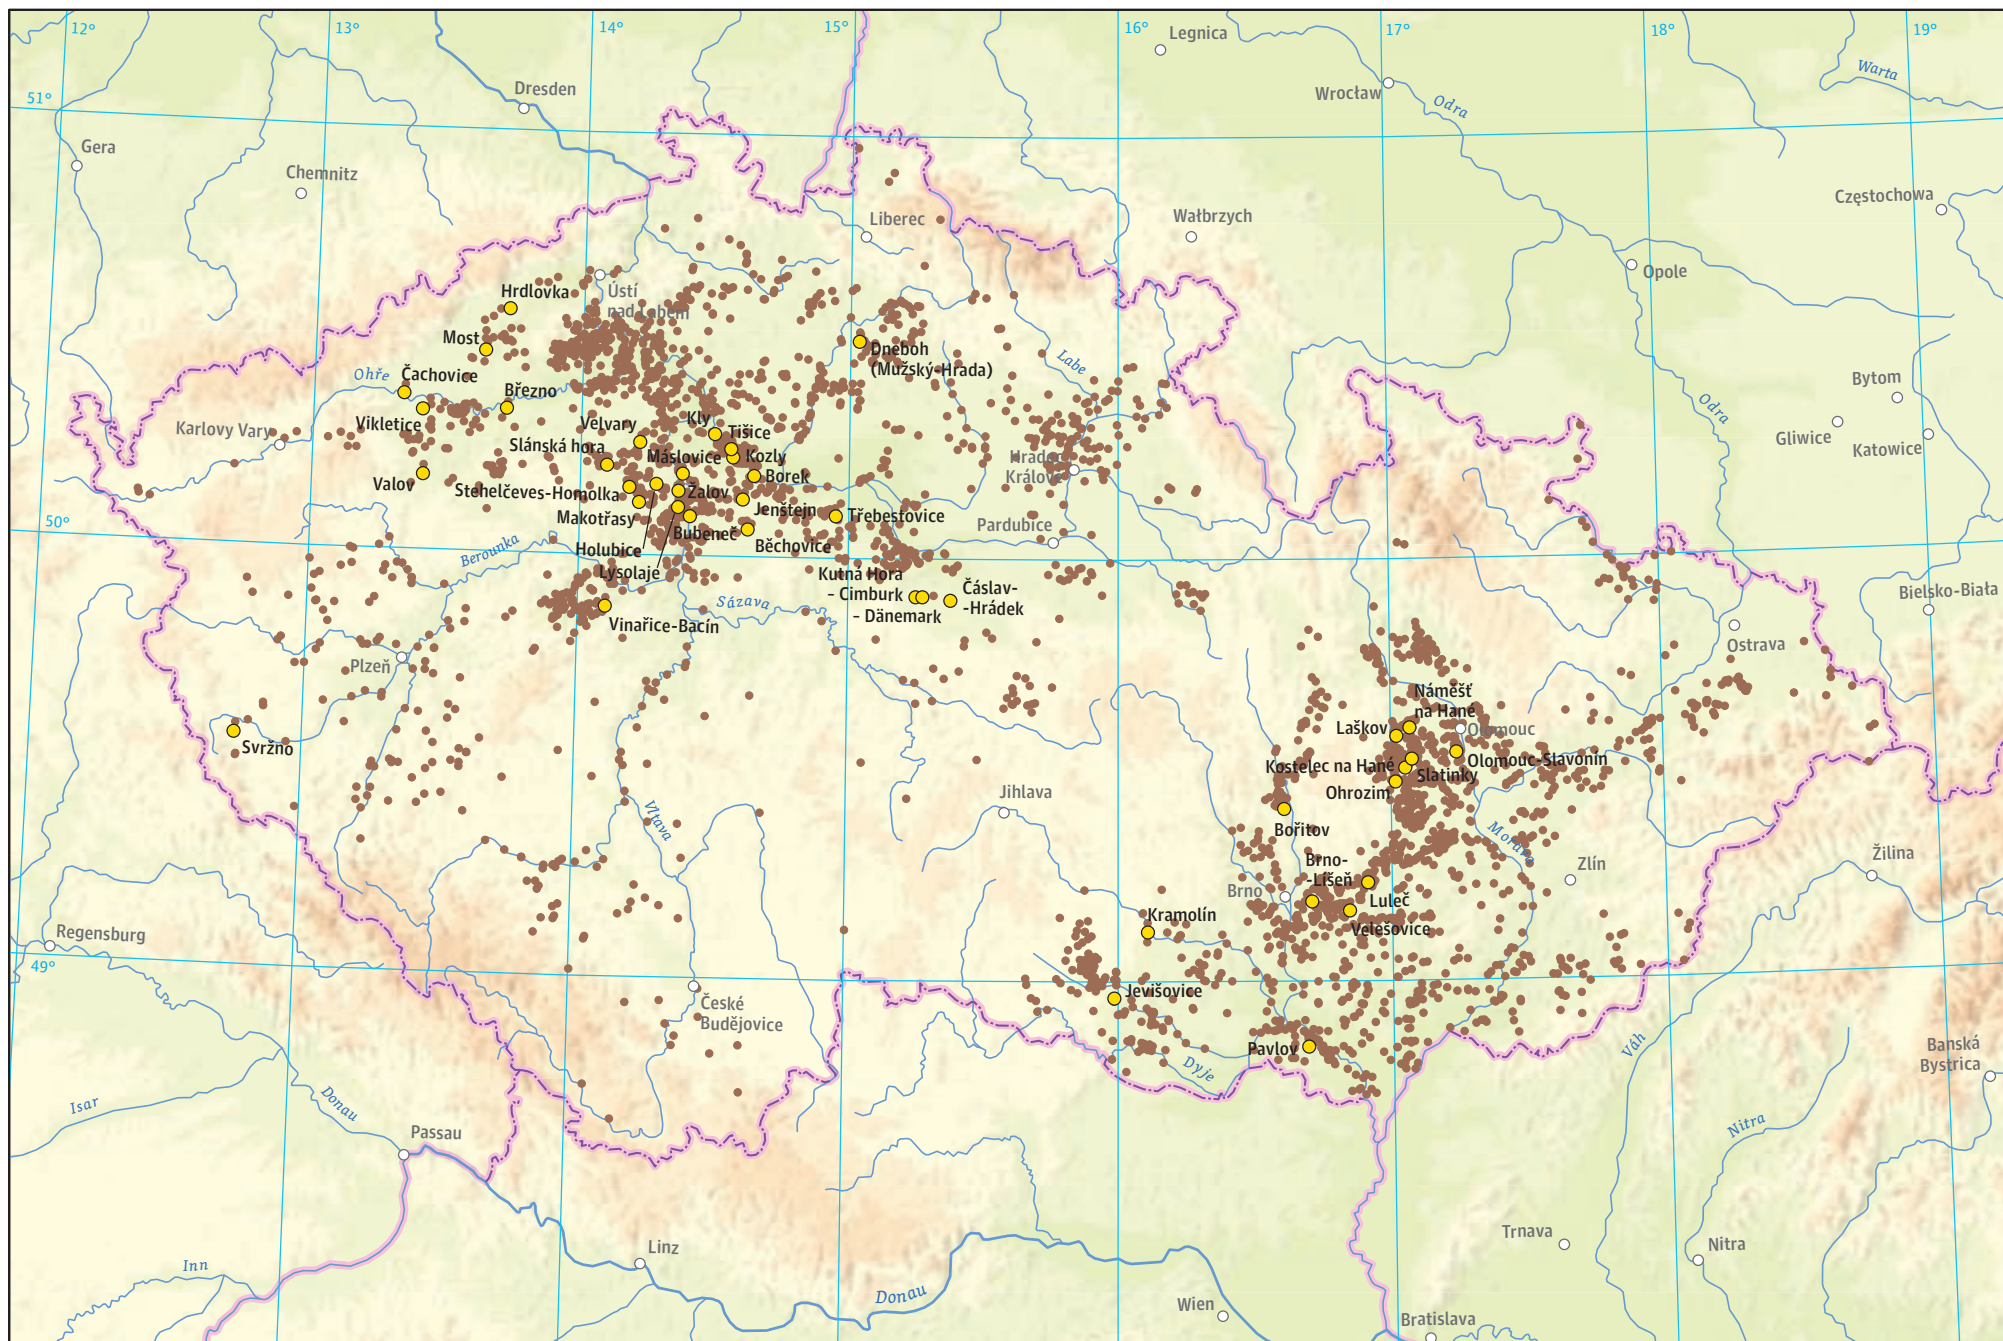 12°
13°
14°
15°
16°
17°
18°
19°
Legnica
Warta
Dresden
Wrocław
Odra
51°
Gera
Chemnitz
Częstochowa
Liberec
Wałbrzych
Opole
Hrdlovka
Ústí
nad Labem
Most
Dneboh
(Mužský-Hrada)
Labe
Ohře
Čachovice
Březno
Bytom
Odra
Karlovy Vary
Vikletice
Velvary
Kly
Tišice
Gliwice
Katowice
Slánská hora
Máslovice
Kozly
Hradec
Králové
Valov
Stehelčeves-Homolka
Žalov
Borek
Jenštejn
Makotřasy
Třebestovice
Pardubice
50°
Berounka
Holubice
Bubeneč
Běchovice
Lysolaje
Kutná Hora
- Cimburk
- Dänemark
Čáslav-
-Hrádek
Bielsko-Biała
Sázava
Vinařice-Bacín
Ostrava
Plzeň
Náměšť
na Hané
Laškov
Olomouc
Svržno
Kostelec na Hané
Olomouc-Slavonín
Slatinky
Ohrozim
Jihlava
Vltava
Bořitov
Morava
Brno-
-Líšeň
Zlín
Žilina
Brno
Luleč
Kramolín
Velešovice
Regensburg
49°
Jevišovice
České
Budějovice
Pavlov
Dyje
Váh
Banská
Bystrica
Isar
Donau
Passau
Nitra
Trnava
Nitra
Linz
Inn
Donau
Wien
Bratislava